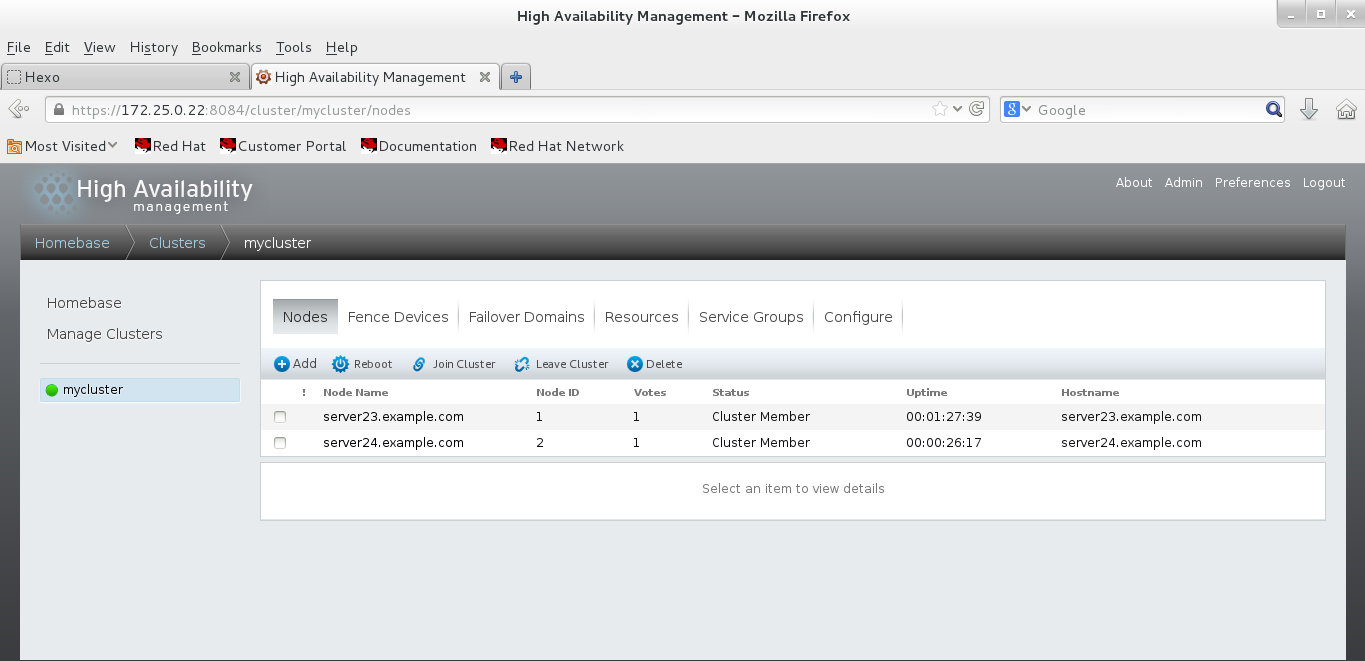 High Availability Management - Mozilla Firefox
File Edit View History Bookmarks Tools Help
Hexo High Availability Management
https://172.25.0.22:8084/cluster/mycluster/nodes 8 Google
Most Visited Red Hat Customer Portal Documentation Red Hat Network
High Availability
management
About Admin Preferences Logout
Homebase Clusters mycluster
Homebase
Manage Clusters
mycluster
Nodes Fence Devices Failover Domains Resources Service Groups Configure
Add Reboot Join Cluster Leave Cluster Delete
! Node Name Node ID Votes Status Uptime Hostname
server23.example.com 1 1 Cluster Member 00:01:27:39 server23.example.com
server24.example.com 2 1 Cluster Member 00:00:26:17 server24.example.com
Select an item to view details